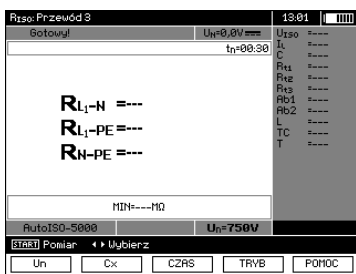 RISO: Przewód 3 13:01
Gotowy! UN=0,0V
tn=00:30
UISO =---
IL =---
C =---
Rt1 =---
Rt2 =---
Rt3 =---
Ab1 =---
Ab2 =---
L =---
TC =---
T =---
RL1-N =---
RL1-PE =---
RN-PE =---
MIN=---MΩ
AutoISO-5000 Un=750V
START Pomiar Wybierz
Un Cx CZAS TRYB POMOC